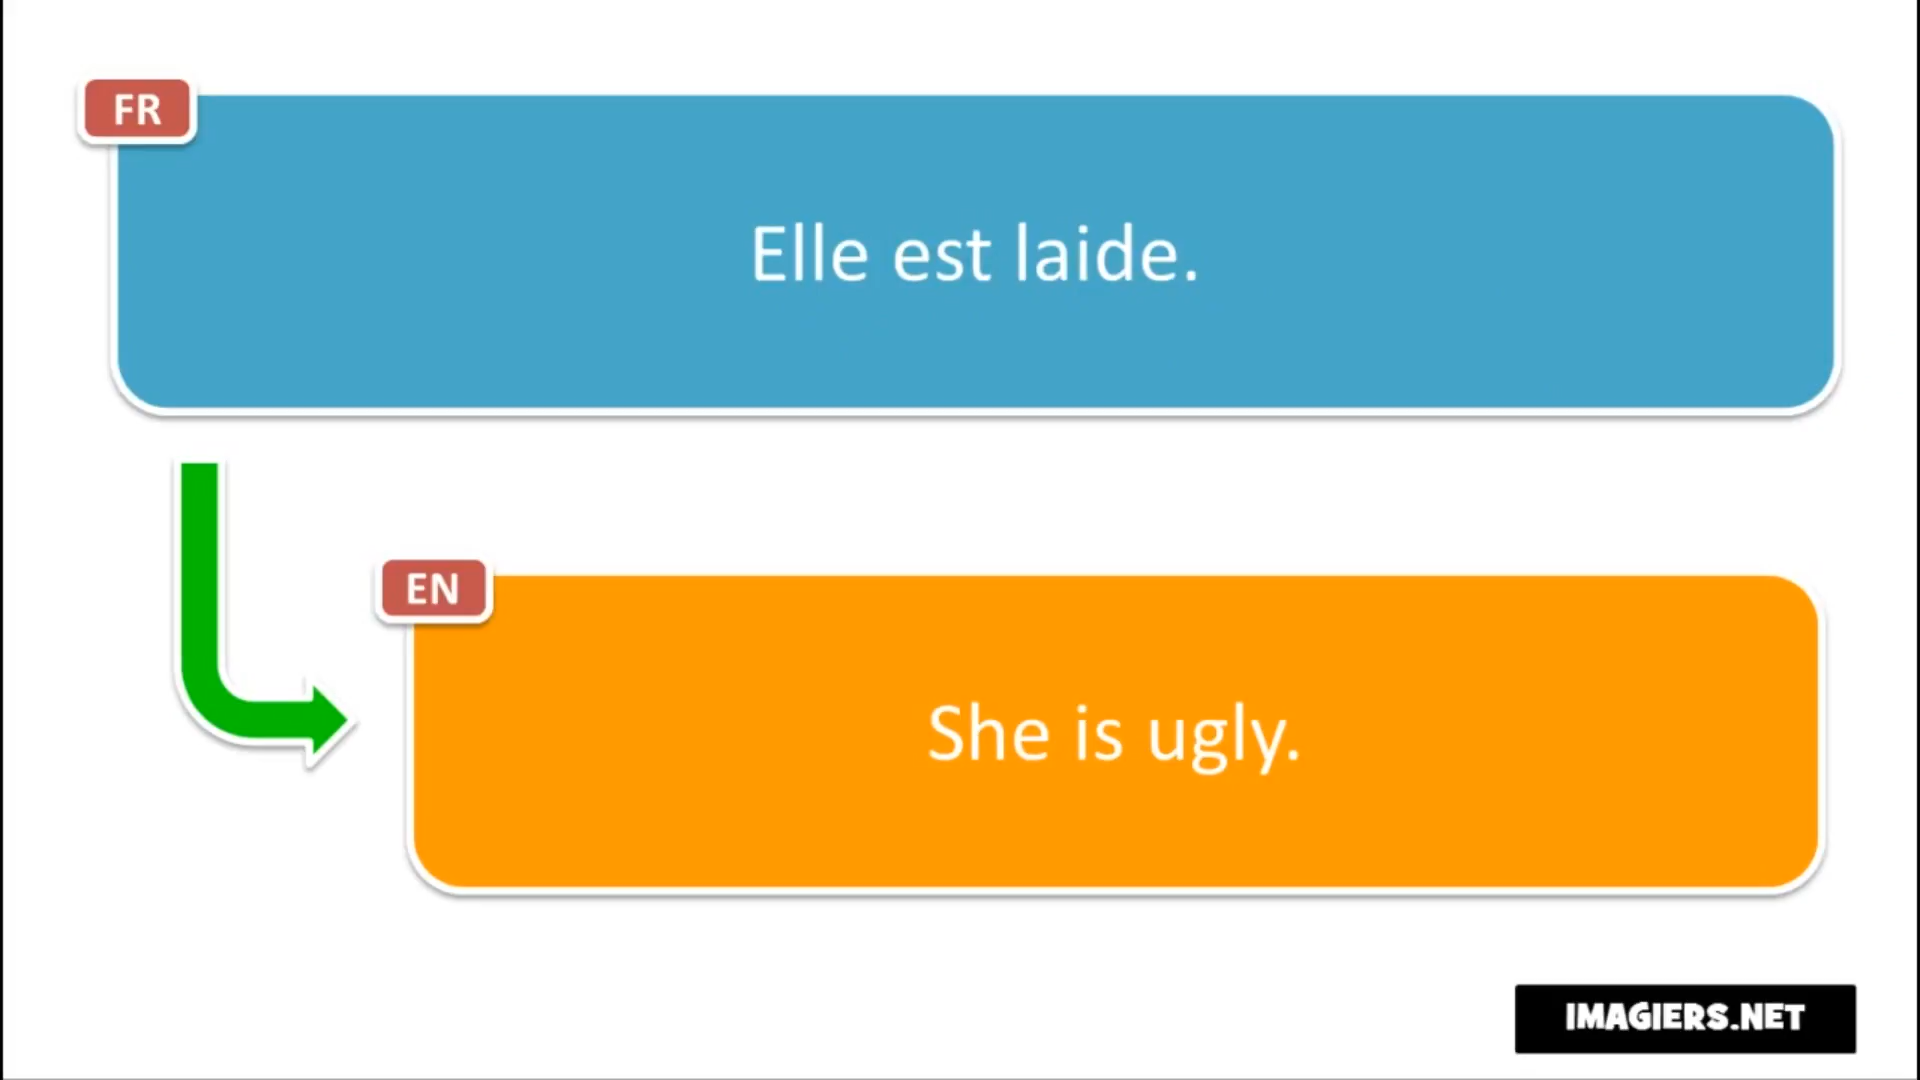 FR
Elle est laide.
EN
She is ugly.
IMAGIERS.NET